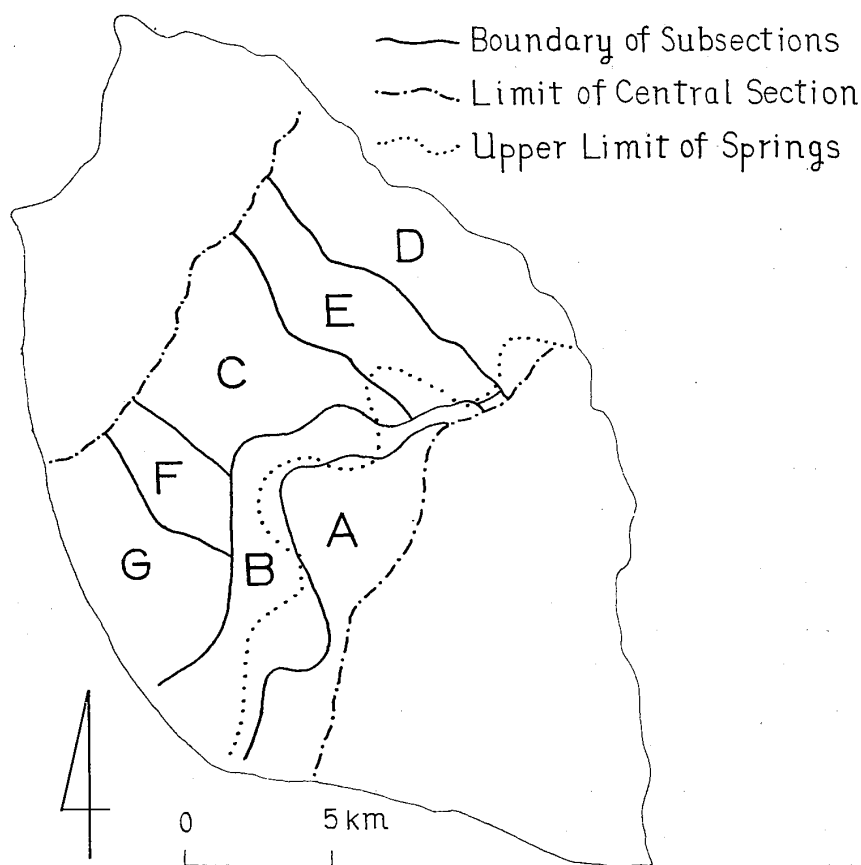 Boundary of Subsections
Limit of Central Section
Upper Limit of Springs
D
E
C
F
A
G
B
0 5 km